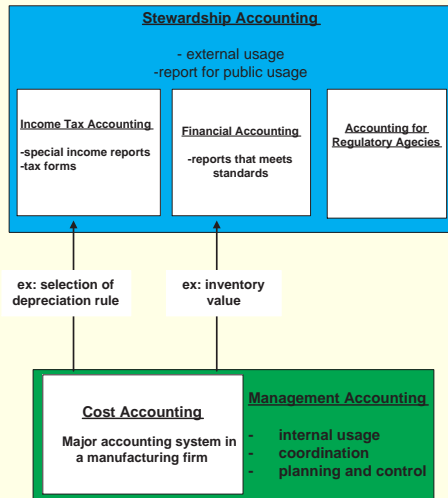 Stewardship Accounting
- external usage
-report for public usage
Income Tax Accounting
-special income reports
-tax forms
Financial Accounting
-reports that meets
standards
Accounting for
Regulatory Agecies
ex: selection of
depreciation rule
ex: inventory
value
Cost Accounting
Major accounting system in
a manufacturing firm
Management Accounting
- internal usage
- coordination
- planning and control